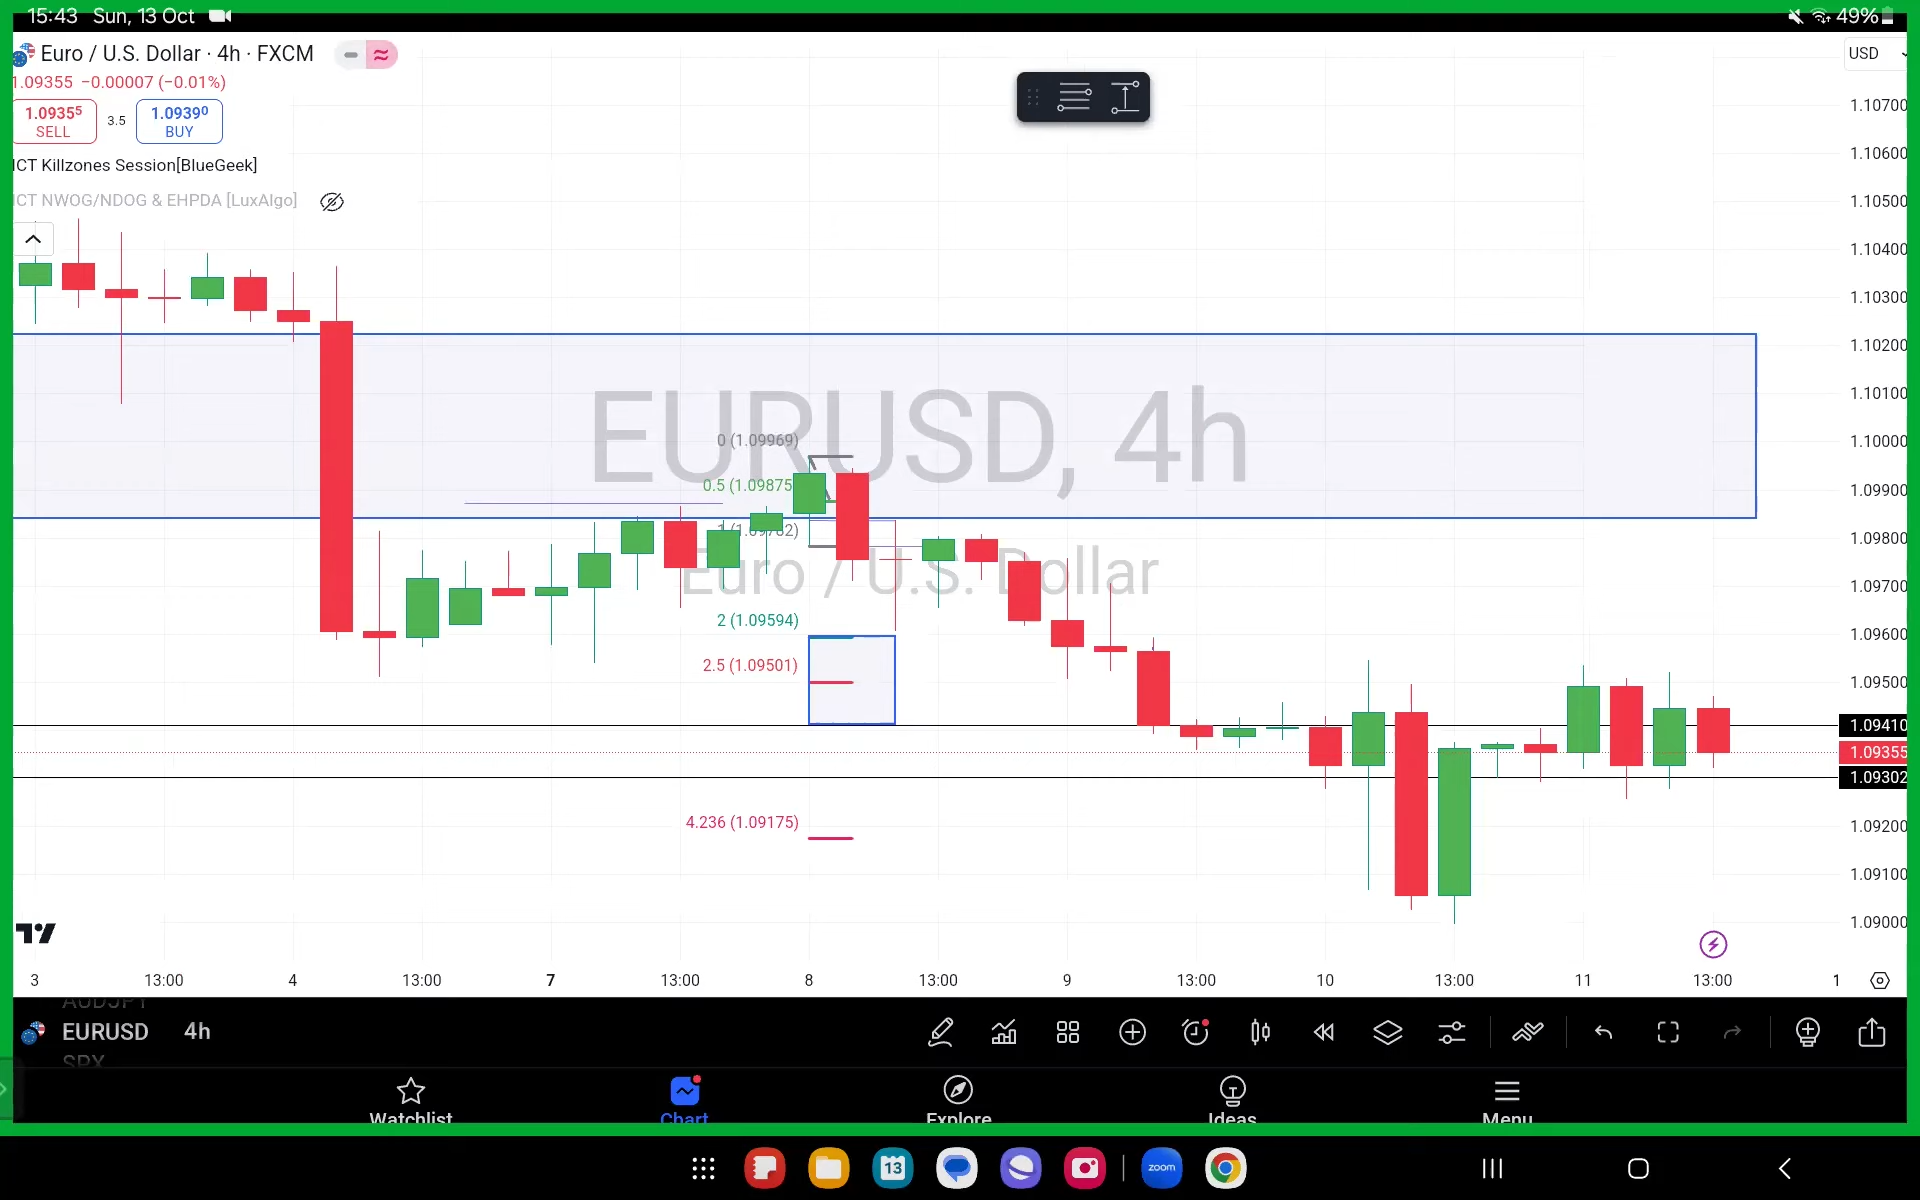 15:43 Sun, 13 Oct
49%
Euro / U.S. Dollar · 4h · FXCM
USD
1.09355 −0.00007 (−0.01%)
1.09355
SELL
3.5
1.09390
BUY
ICT Killzones Session[BlueGeek]
ICT NWOG/NDOG & EHPDA [LuxAlgo]
1.10700
1.10600
1.10500
1.10400
1.10300
1.10200
1.10100
1.10000
1.09900
1.09800
1.09700
1.09600
1.09500
1.09410
1.09355
1.09302
1.09200
1.09100
1.09000
EURUSD, 4h
Euro / U.S. Dollar
0 (1.09969)
0.5 (1.09875
1 (1.09782)
2 (1.09594)
2.5 (1.09501)
4.236 (1.09175)
3 13:00 4 13:00 7 13:00 8 13:00 9 13:00 10 13:00 11 13:00 1
AUDJPY
EURUSD 4h
SPX
Watchlist
Chart
Explore
Ideas
Menu
13
zoom